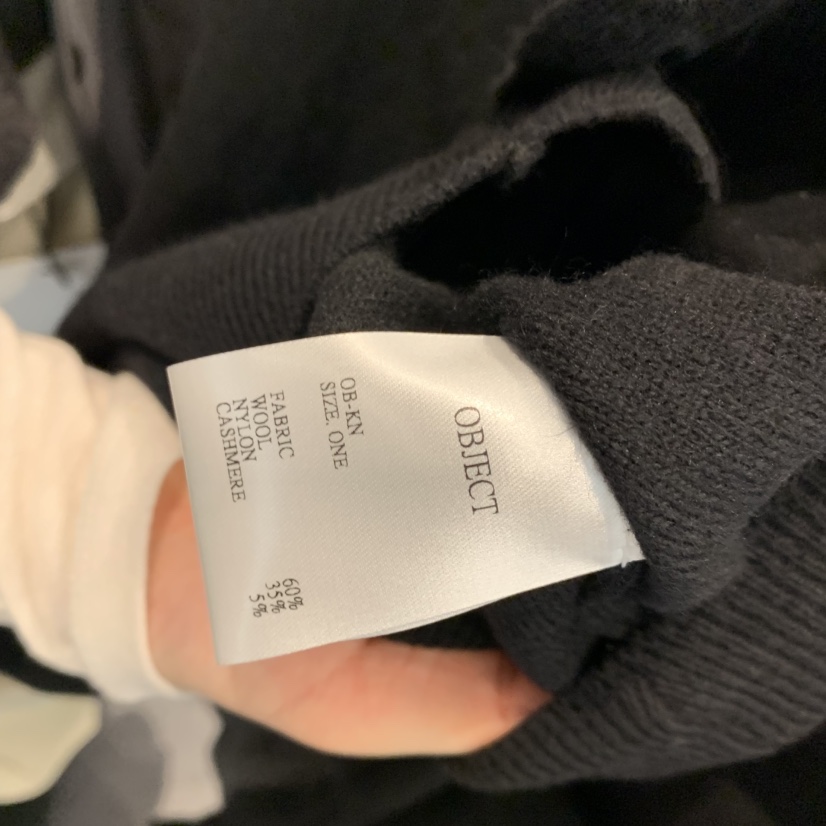 OBJECT
OB-KN
SIZE. ONE
FABRIC
WOOL 60%
NYLON 35%
CASHMERE 5%